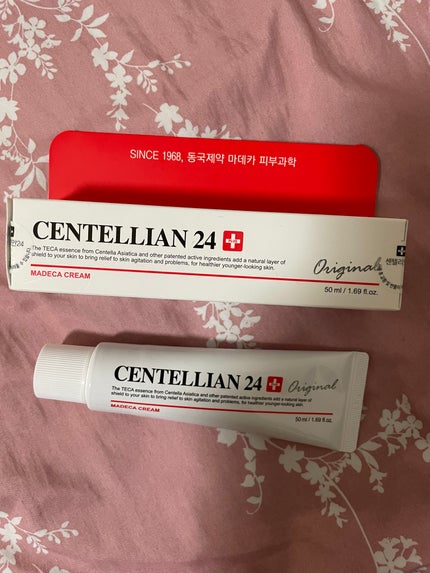 SINCE 1968, 동국제약 마데카 피부과학
CENTELLIAN 24
The TECA essence from Centella Asiatica and other patented active ingredients add a natural layer of
shield to your skin to bring relief to skin agitation and problems, for healthier younger-looking skin.
MADECA CREAM
Original
50 ml / 1.69 fl.oz.
센텔리
CENTELLIAN 24
Original
The TECA essence from Centella Asiatica and other patented active ingredients add a natural layer of
shield to your skin to bring relief to skin agitation and problems, for healthier younger-looking skin.
MADECA CREAM
50 ml / 1.69 fl.oz.